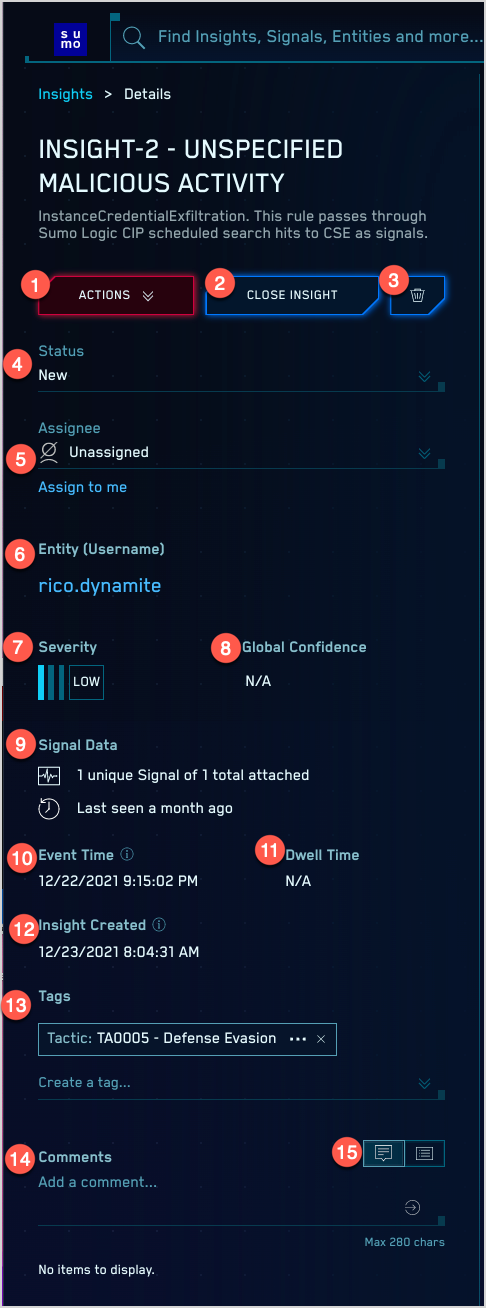 su
mo
Find Insights, Signals, Entities and more...
Insights > Details
INSIGHT-2 - UNSPECIFIED
MALICIOUS ACTIVITY
InstanceCredentialExfiltration. This rule passes through
Sumo Logic CIP scheduled search hits to CSE as signals.
1 ACTIONS 2 CLOSE INSIGHT 3
4 Status
New
Assignee
5 Unassigned
Assign to me
6 Entity (Username)
rico.dynamite
7 Severity 8 Global Confidence
LOW N/A
9 Signal Data
1 unique Signal of 1 total attached
Last seen a month ago
10 Event Time 11 Dwell Time
12/22/2021 9:15:02 PM N/A
12 Insight Created
12/23/2021 8:04:31 AM
13 Tags
Tactic: TA0005 - Defense Evasion ... ×
Create a tag...
14 Comments 15
Add a comment...
Max 280 chars
No items to display.